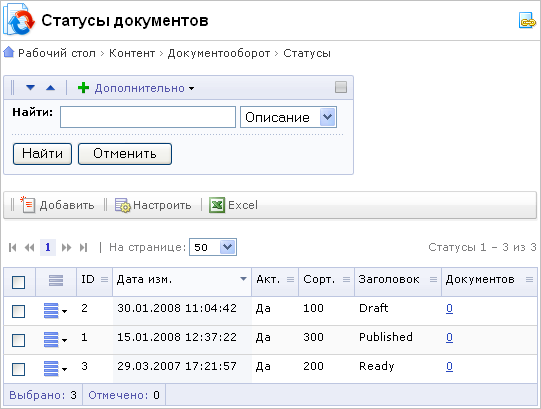 Статусы документов
Рабочий стол › Контент › Документооборот › Статусы
Дополнительно
Найти: Описание
Найти Отменить
Добавить Настроить Excel
1 | На странице: 50 Статусы 1 – 3 из 3
ID Дата изм. Акт. Сорт. Заголовок Документов
2 30.01.2008 11:04:42 Да 100 Draft 0
1 15.01.2008 12:37:22 Да 300 Published 0
3 29.03.2007 17:21:57 Да 200 Ready 0
Выбрано: 3 Отмечено: 0